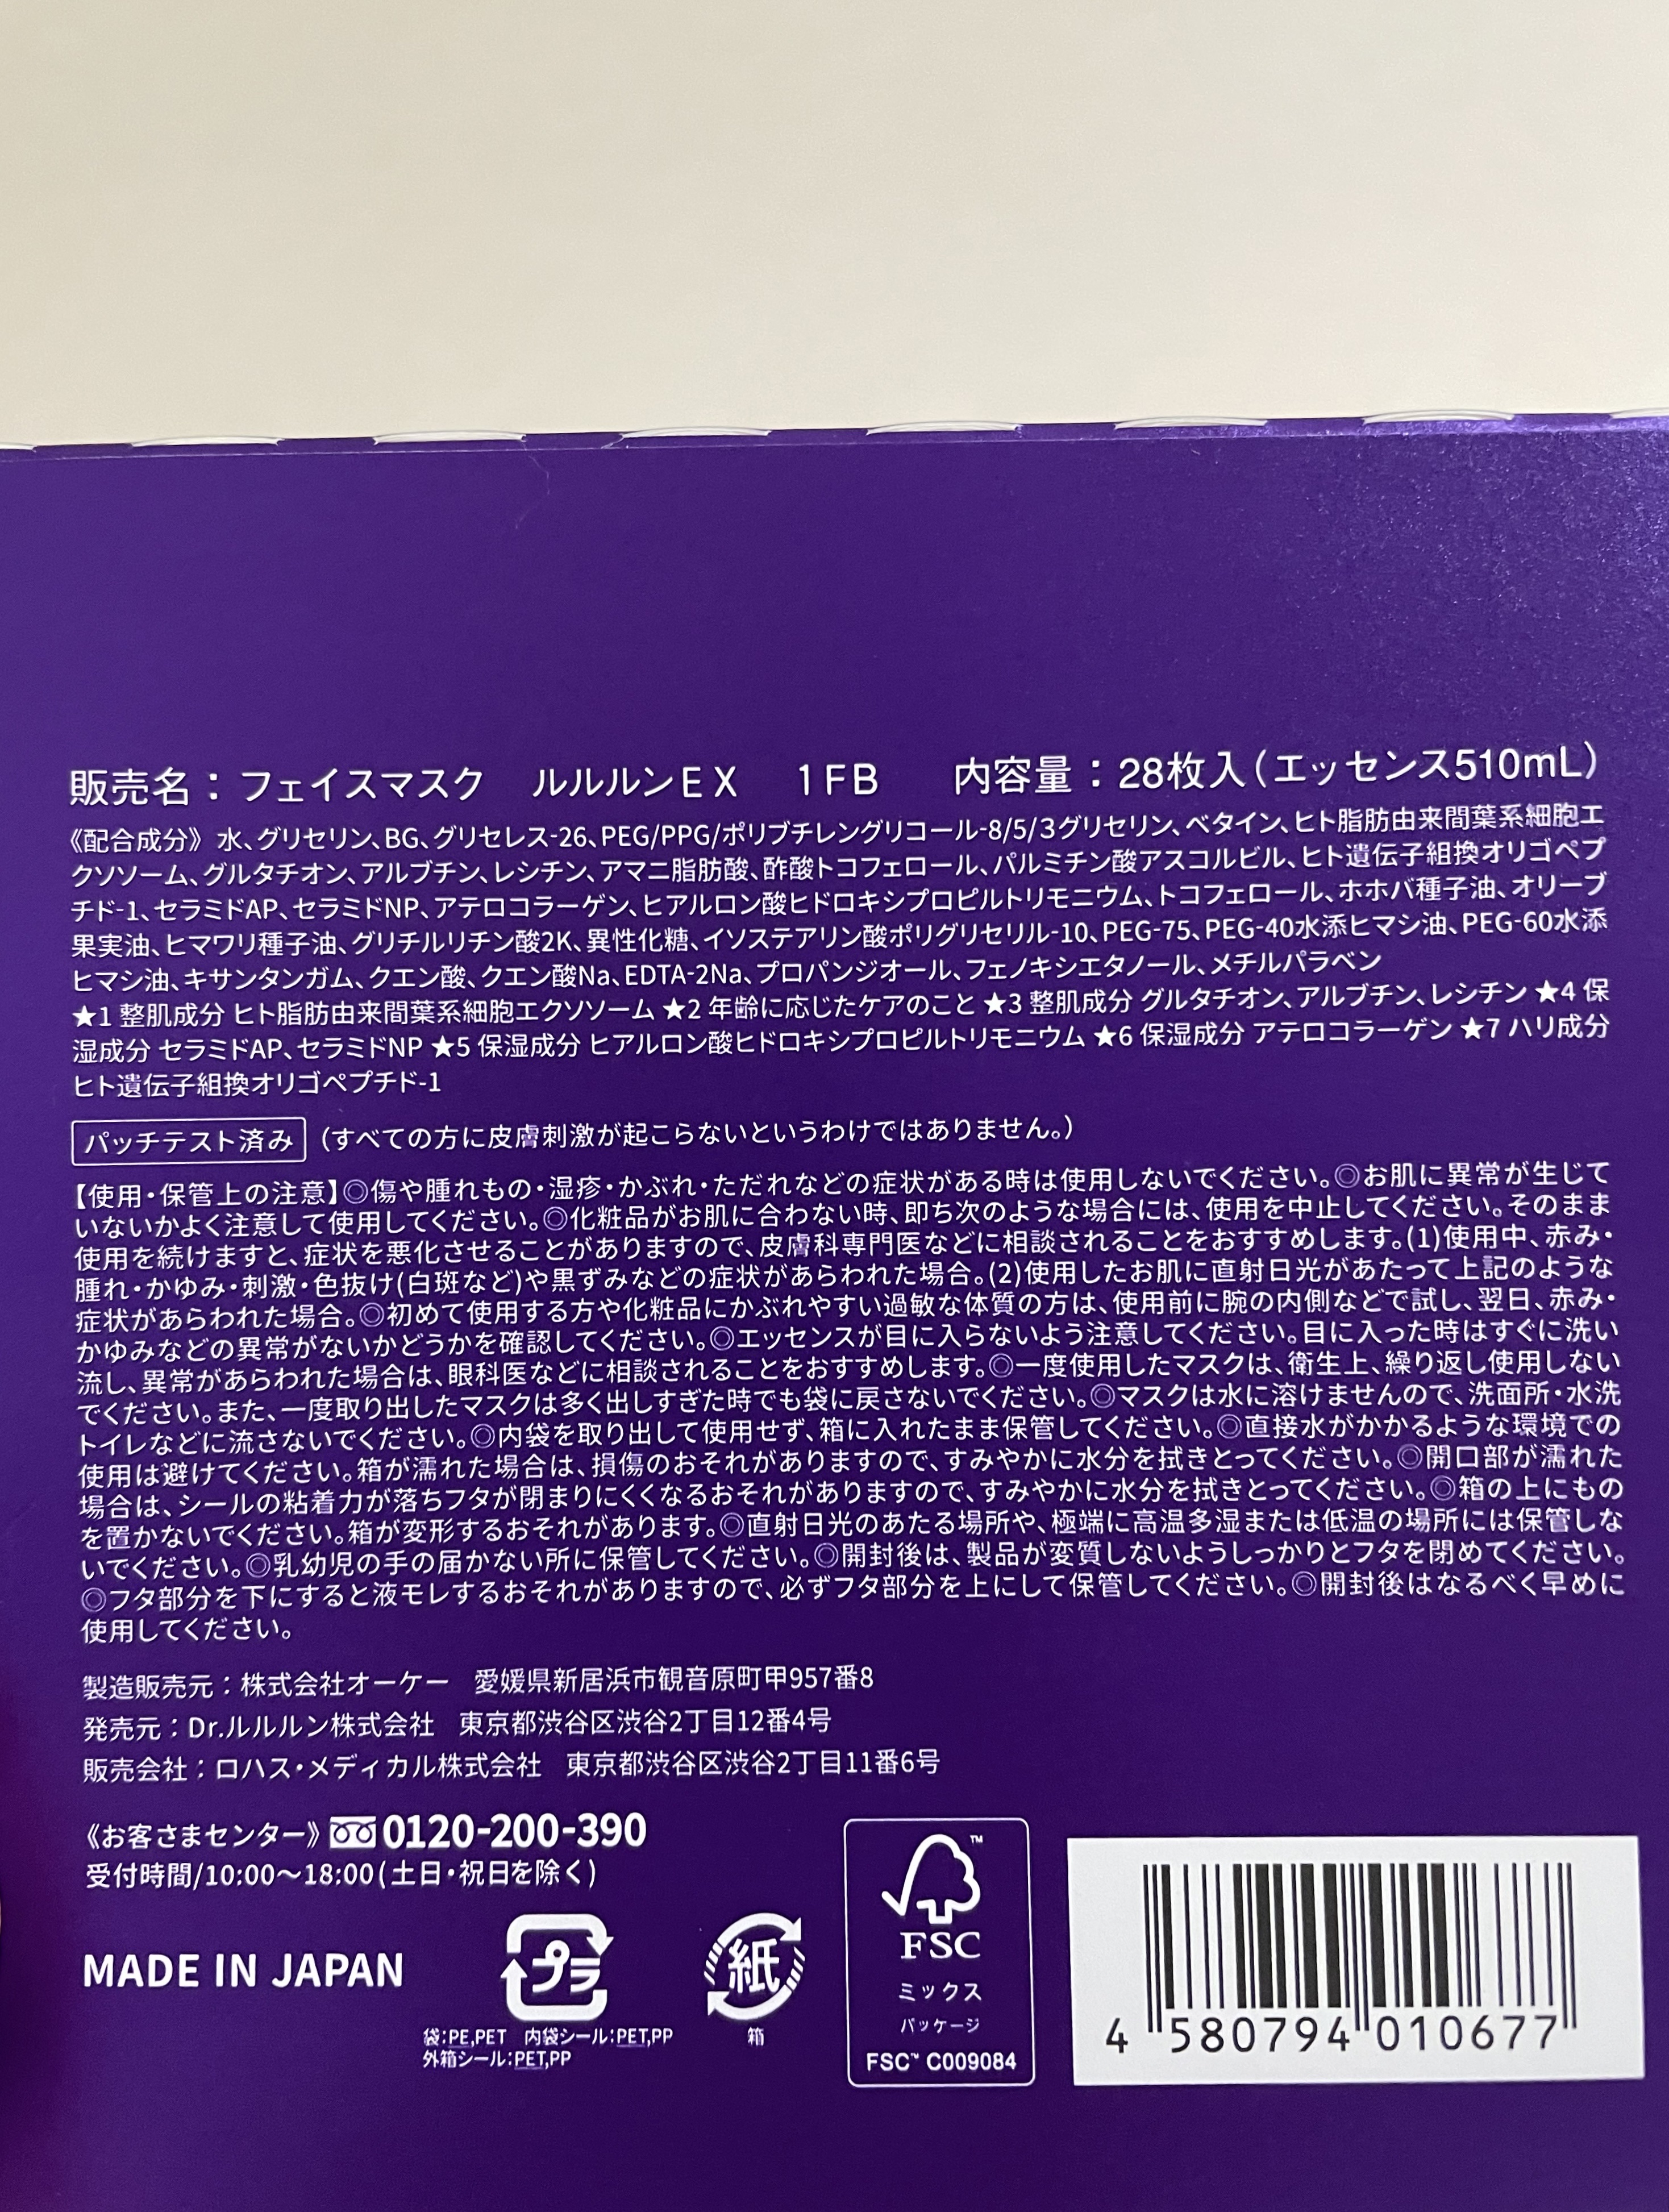 販売名：フェイスマスク　ルルルンＥＸ　１ＦＢ　内容量：28枚入（エッセンス510mL）
《配合成分》水、グリセリン、BG、グリセレス-26、PEG/PPG/ポリブチレングリコール-8/5/3グリセリン、ベタイン、ヒト脂肪由来間葉系細胞エ
クソソーム、グルタチオン、アルブチン、レシチン、アマニ脂肪酸、酢酸トコフェロール、パルミチン酸アスコルビル、ヒト遺伝子組換オリゴペプ
チド-1、セラミドAP、セラミドNP、アテロコラーゲン、ヒアルロン酸ヒドロキシプロピルトリモニウム、トコフェロール、ホホバ種子油、オリーブ
果実油、ヒマワリ種子油、グリチルリチン酸2K、異性化糖、イソステアリン酸ポリグリセリル-10、PEG-75、PEG-40水添ヒマシ油、PEG-60水添
ヒマシ油、キサンタンガム、クエン酸、クエン酸Na、EDTA-2Na、プロパンジオール、フェノキシエタノール、メチルパラベン
★1 整肌成分 ヒト脂肪由来間葉系細胞エクソソーム ★2 年齢に応じたケアのこと ★3 整肌成分 グルタチオン、アルブチン、レシチン ★4 保
湿成分 セラミドAP、セラミドNP ★5 保湿成分 ヒアルロン酸ヒドロキシプロピルトリモニウム ★6 保湿成分 アテロコラーゲン ★7 ハリ成分
ヒト遺伝子組換オリゴペプチド-1
パッチテスト済み（すべての方に皮膚刺激が起こらないというわけではありません。）
【使用・保管上の注意】◎傷や腫れもの・湿疹・かぶれ・ただれなどの症状がある時は使用しないでください。◎お肌に異常が生じて
いないかよく注意して使用してください。◎化粧品がお肌に合わない時、即ち次のような場合には、使用を中止してください。そのまま
使用を続けますと、症状を悪化させることがありますので、皮膚科専門医などに相談されることをおすすめします。(1)使用中、赤み・
腫れ・かゆみ・刺激・色抜け(白斑など)や黒ずみなどの症状があらわれた場合。(2)使用したお肌に直射日光があたって上記のような
症状があらわれた場合。◎初めて使用する方や化粧品にかぶれやすい過敏な体質の方は、使用前に腕の内側などで試し、翌日、赤み・
かゆみなどの異常がないかどうかを確認してください。◎エッセンスが目に入らないよう注意してください。目に入った時はすぐに洗い
流し、異常があらわれた場合は、眼科医などに相談されることをおすすめします。◎一度使用したマスクは、衛生上、繰り返し使用しない
でください。また、一度取り出したマスクは多く出しすぎた時でも袋に戻さないでください。◎マスクは水に溶けませんので、洗面所・水洗
トイレなどに流さないでください。◎内袋を取り出して使用せず、箱に入れたまま保管してください。◎直接水がかかるような環境での
使用は避けてください。箱が濡れた場合は、損傷のおそれがありますので、すみやかに水分を拭きとってください。◎開口部が濡れた
場合は、シールの粘着力が落ちフタが閉まりにくくなるおそれがありますので、すみやかに水分を拭きとってください。◎箱の上にもの
を置かないでください。箱が変形するおそれがあります。◎直射日光のあたる場所や、極端に高温多湿または低温の場所には保管しな
いでください。◎乳幼児の手の届かない所に保管してください。◎開封後は、製品が変質しないようしっかりとフタを閉めてください。
◎フタ部分を下にすると液モレするおそれがありますので、必ずフタ部分を上にして保管してください。◎開封後はなるべく早めに
使用してください。
製造販売元：株式会社オーケー　愛媛県新居浜市観音原町甲957番8
発売元：Dr.ルルルン株式会社　東京都渋谷区渋谷2丁目12番4号
販売会社：ロハス・メディカル株式会社　東京都渋谷区渋谷2丁目11番6号
《お客さまセンター》0120-200-390
受付時間/10:00〜18:00(土日・祝日を除く)
MADE IN JAPAN
プラ
袋:PE,PET　内袋シール:PET,PP
外箱シール:PET,PP
紙
箱
™
FSC
ミックス
パッケージ
FSC™ C009084
4 580794 010677